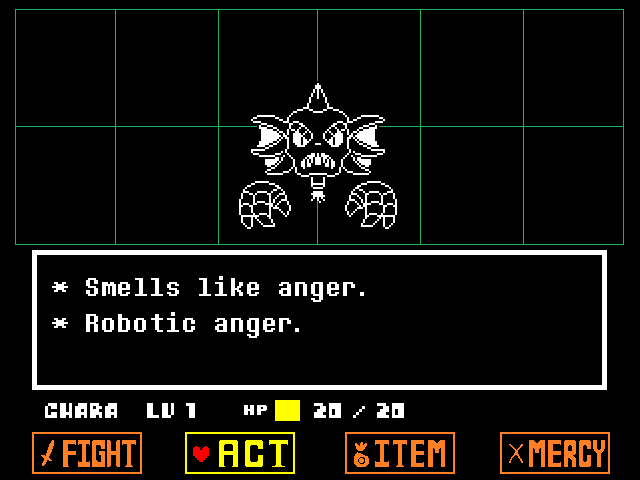 * Smells like anger.
* Robotic anger.
CHARA LV 1 HP 20 / 20
FIGHT ACT ITEM MERCY